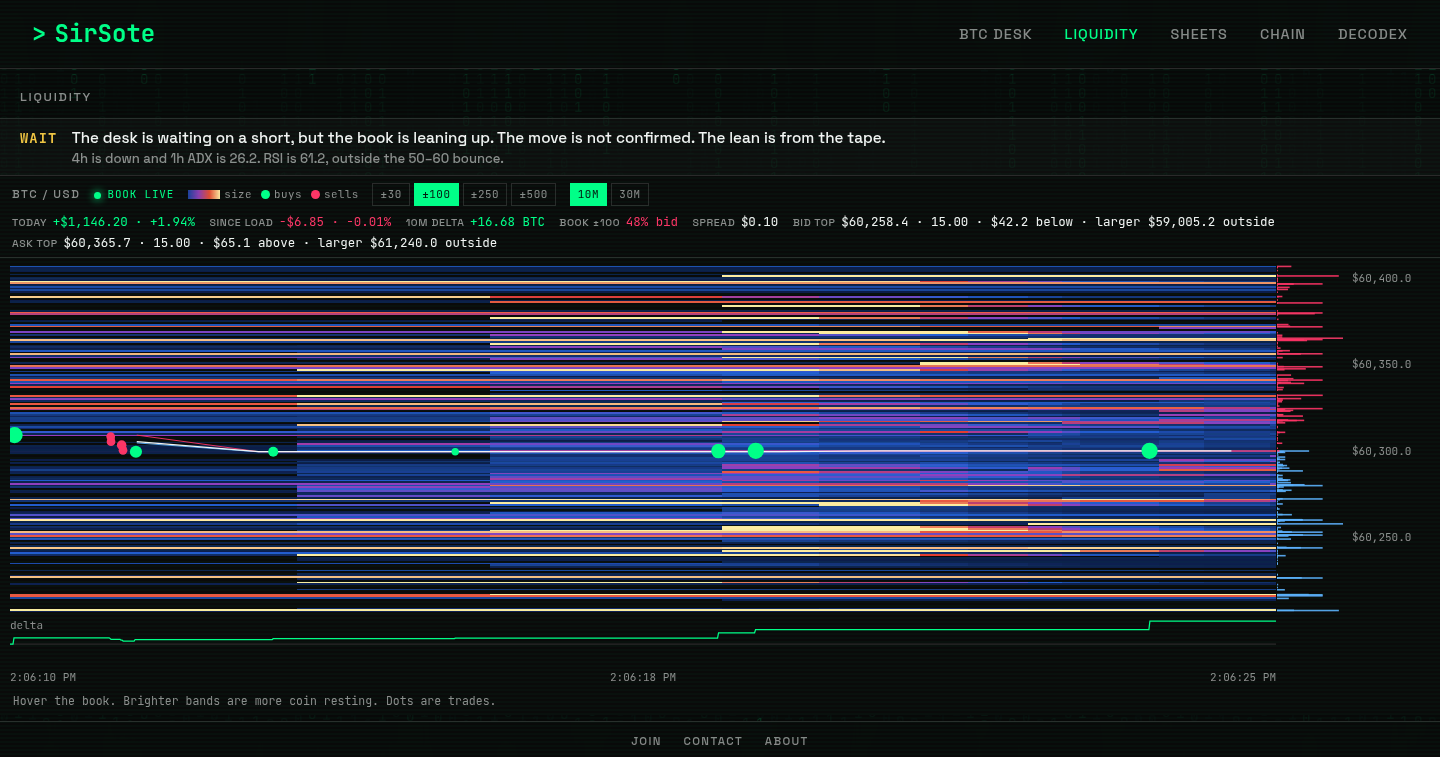 > SirSote
BTC DESK LIQUIDITY SHEETS CHAIN DECODEX
LIQUIDITY
WAIT The desk is waiting on a short, but the book is leaning up. The move is not confirmed. The lean is from the tape.
4h is down and 1h ADX is 26.2. RSI is 61.2, outside the 50–60 bounce.
BTC / USD BOOK LIVE size buys sells ±30 ±100 ±250 ±500 10M 30M
TODAY +$1,146.20 · +1.94% SINCE LOAD -$6.85 · -0.01% 10M DELTA +16.68 BTC BOOK ±100 48% bid SPREAD $0.10 BID TOP $60,258.4 · 15.00 · $42.2 below · larger $59,005.2 outside
ASK TOP $60,365.7 · 15.00 · $65.1 above · larger $61,240.0 outside
$60,400.0
$60,350.0
$60,300.0
$60,250.0
delta
2:06:10 PM 2:06:18 PM 2:06:25 PM
Hover the book. Brighter bands are more coin resting. Dots are trades.
JOIN CONTACT ABOUT